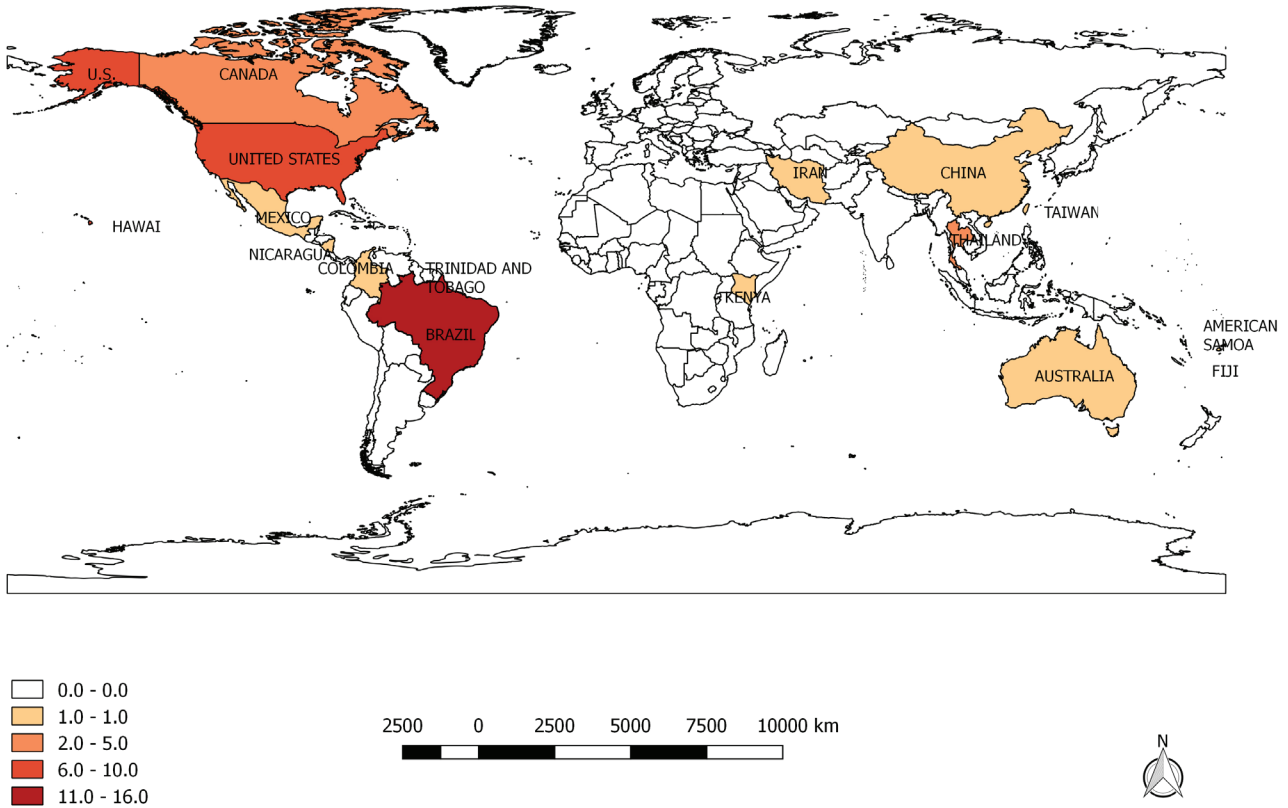 U.S.
CANADA
UNITED STATES
IRAN
CHINA
MEXICO
HAWAI
TAIWAN
NICARAGUA
THAILAND
COLOMBIA
TRINIDAD AND
TOBAGO
KENYA
BRAZIL
AMERICAN
SAMOA
FIJI
AUSTRALIA
0.0 - 0.0
1.0 - 1.0
2.0 - 5.0
6.0 - 10.0
11.0 - 16.0
2500 0 2500 5000 7500 10000 km
N